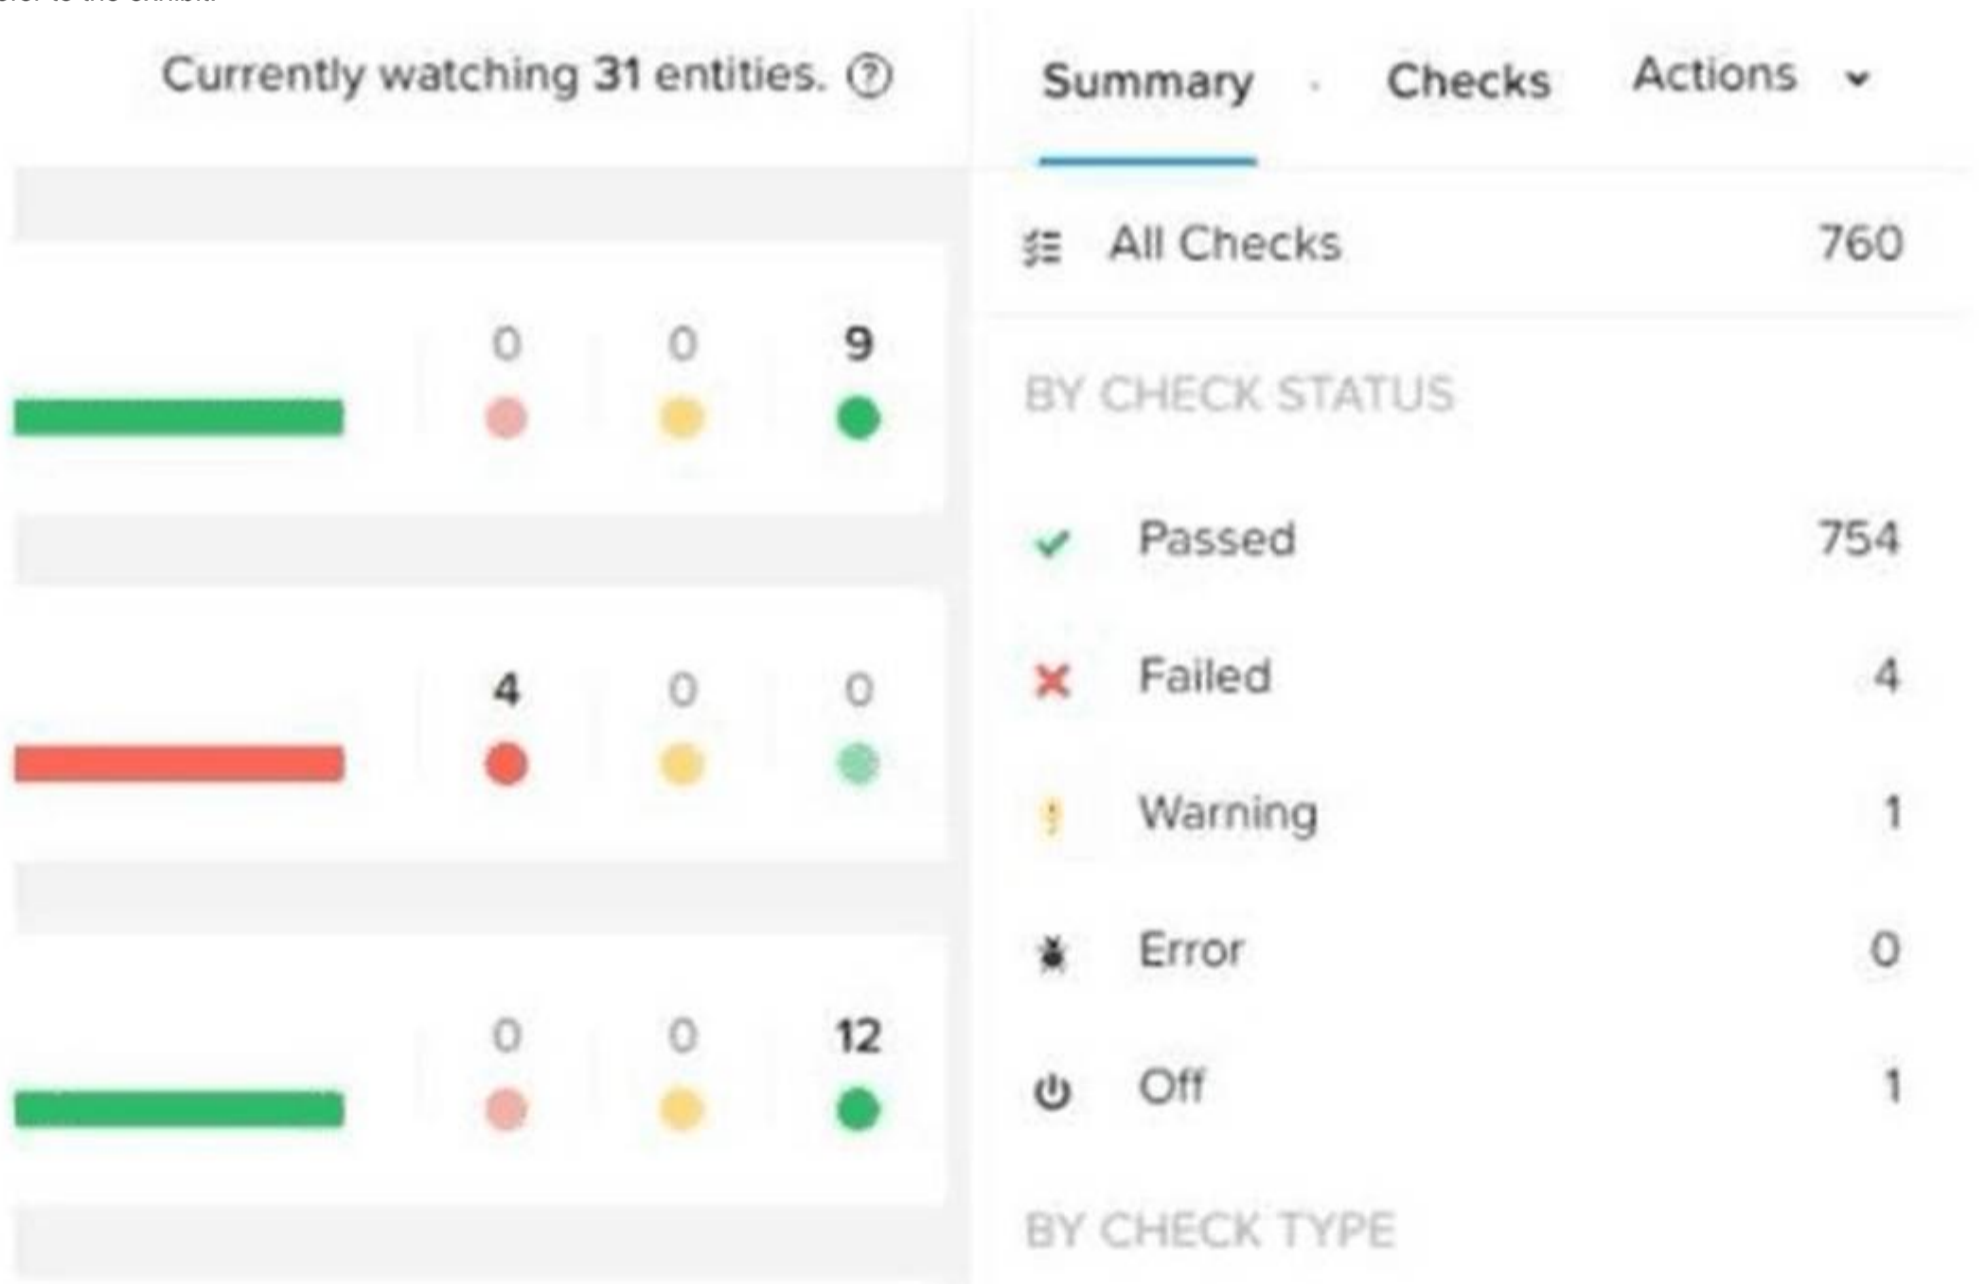 Currently watching 31 entities. ?
Summary · Checks Actions
All Checks 760
0 0 9
BY CHECK STATUS
Passed 754
4 0 0
Failed 4
Warning 1
Error 0
0 0 12
Off 1
BY CHECK TYPE